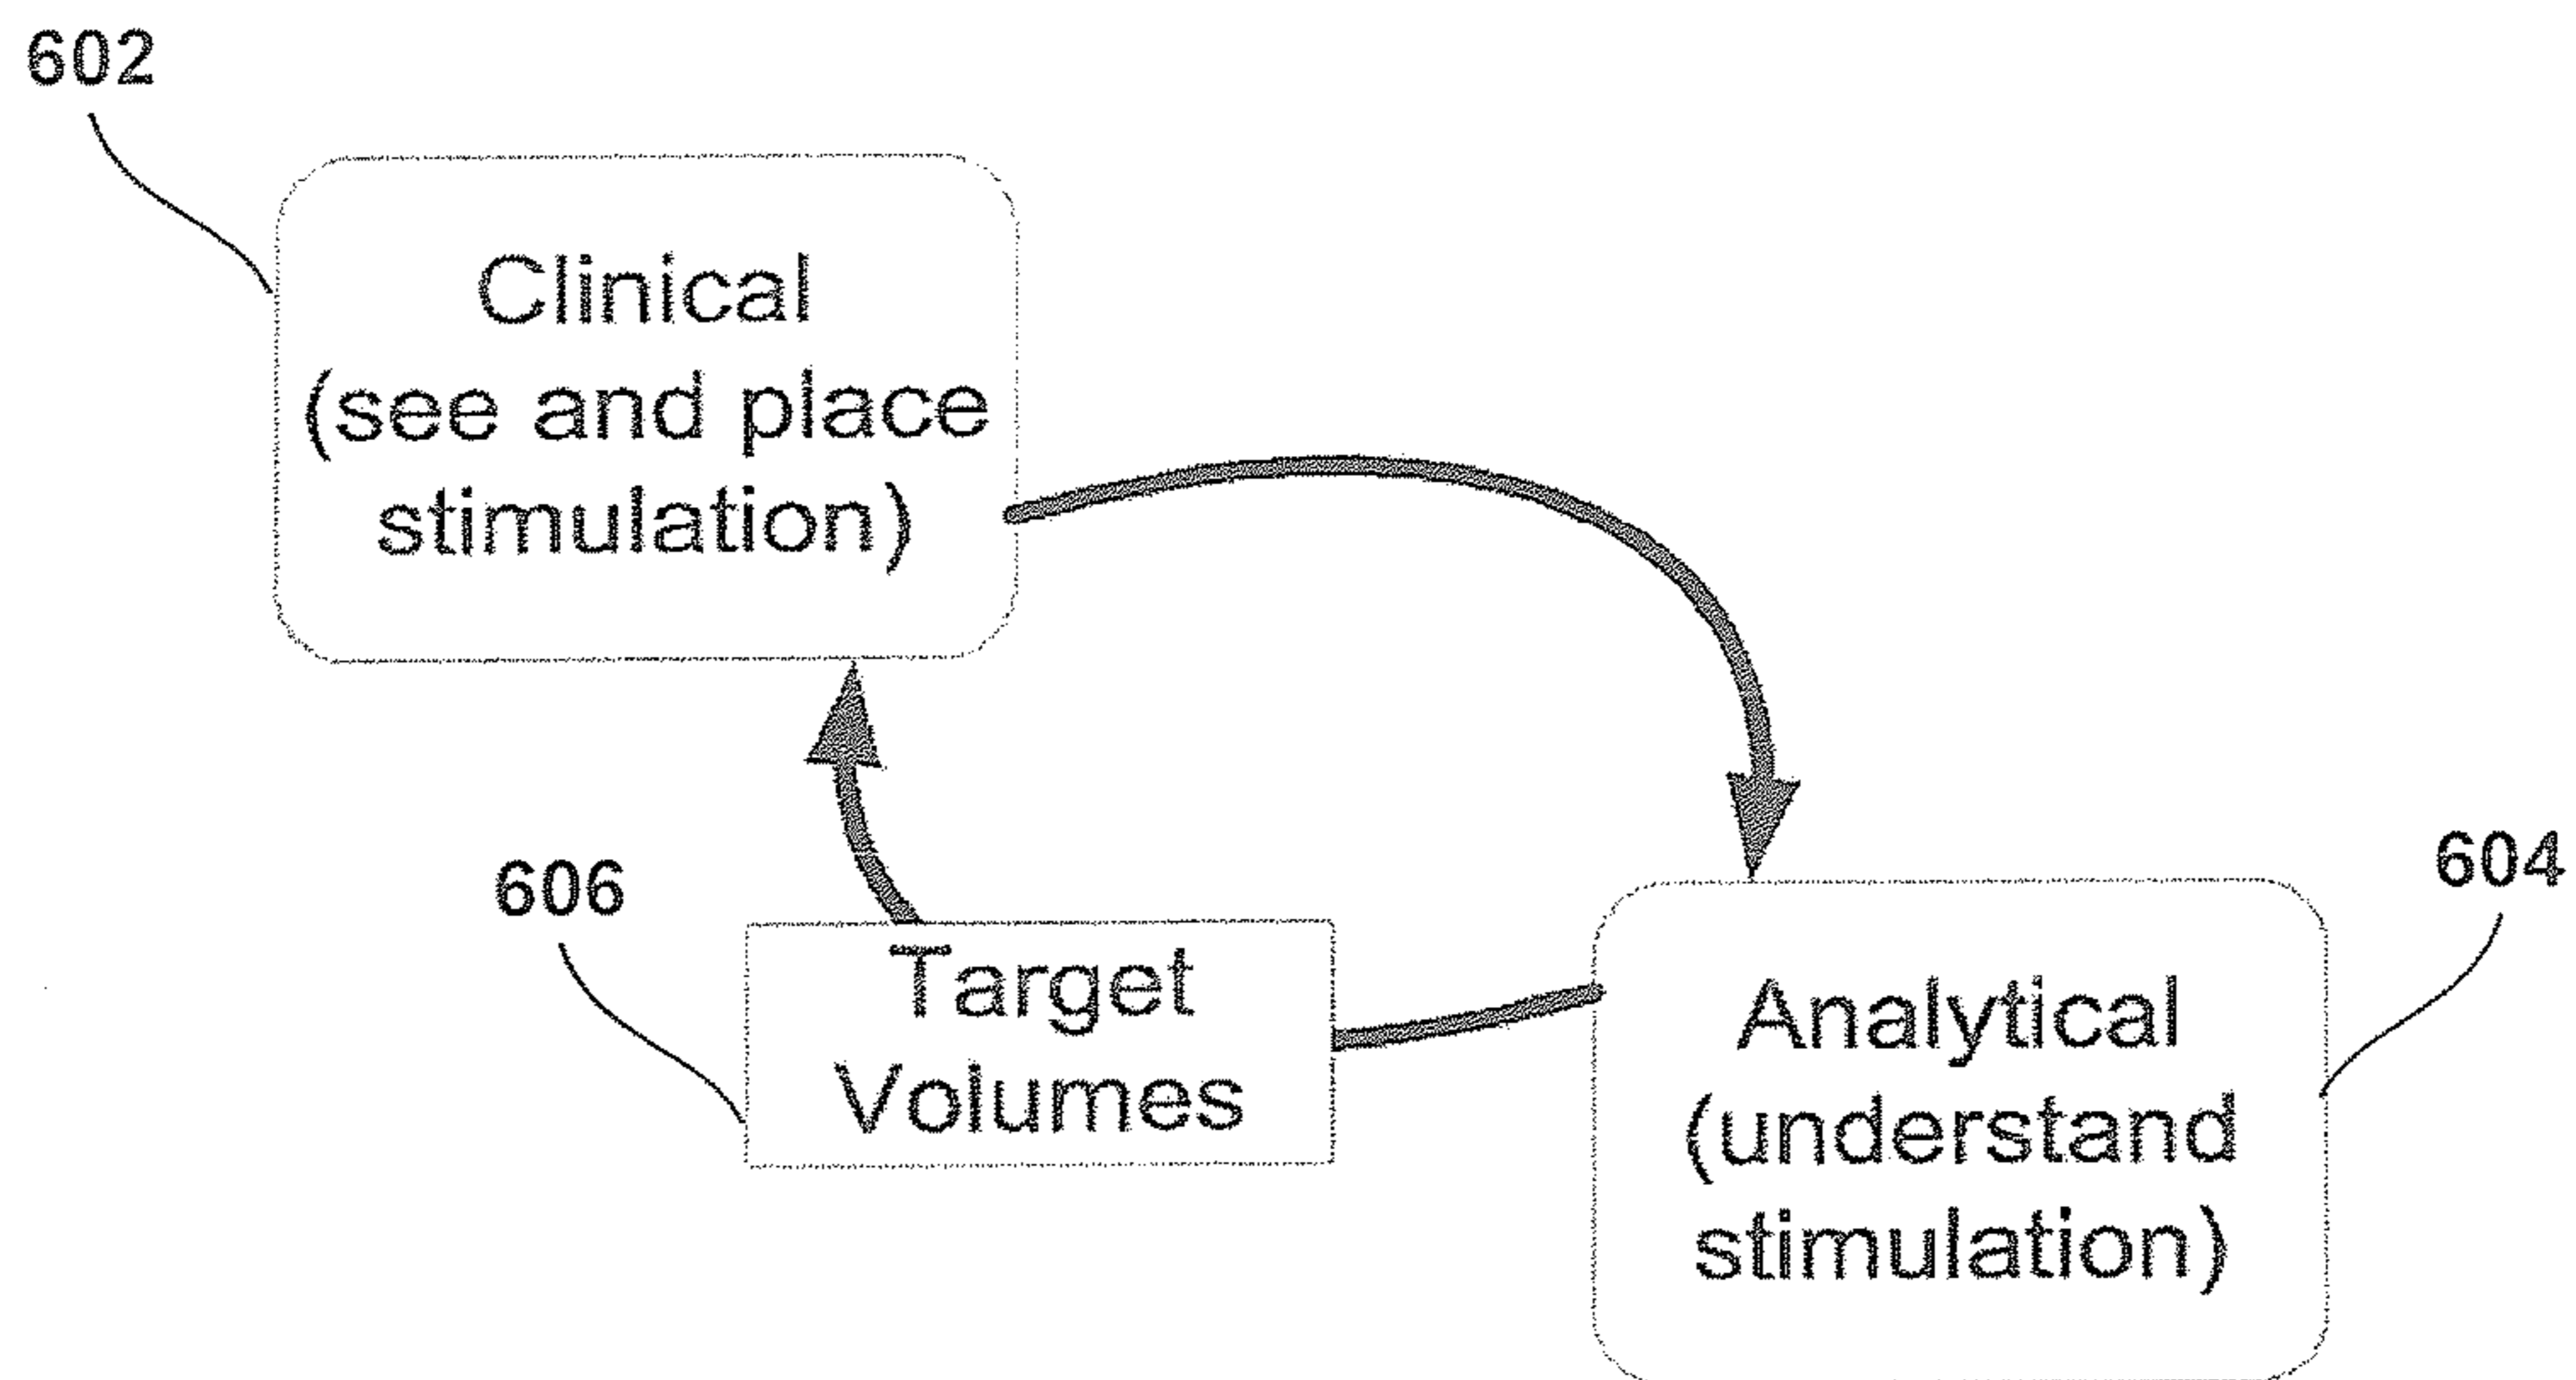 602
Clinical
(see and place
stimulation)
606
Target
Volumes
604
Analytical
(understand
stimulation)